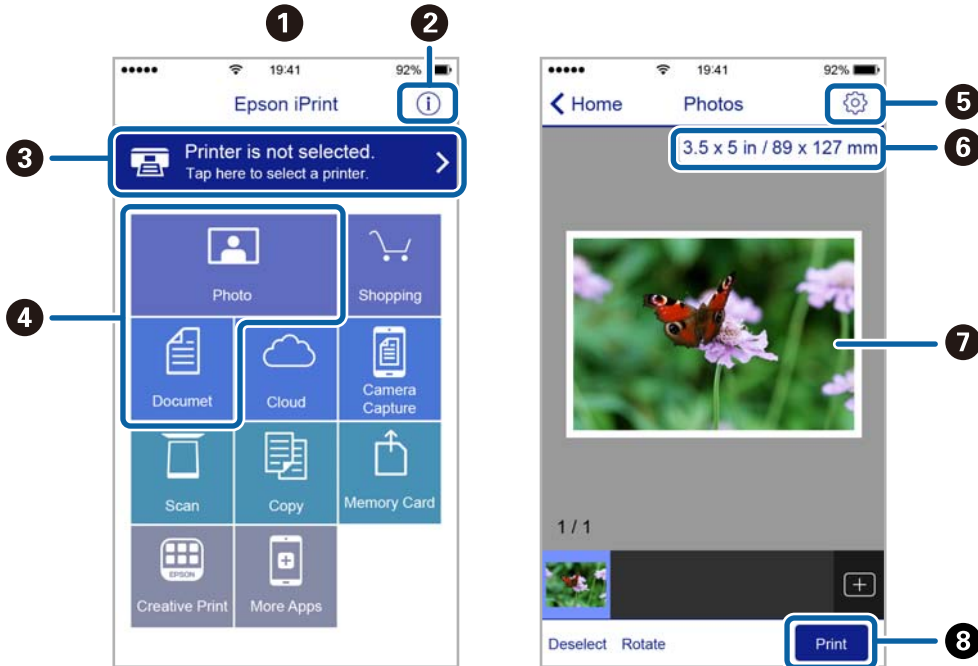 1
2
19:41
92%
Epson iPrint
3
Printer is not selected.
Tap here to select a printer.
4
Photo
Shopping
Documet
Cloud
Camera
Capture
Scan
Copy
Memory Card
EPSON
Creative Print
More Apps
19:41
92%
Home
Photos
5
3.5 x 5 in / 89 x 127 mm
6
7
1 / 1
Deselect
Rotate
Print
8